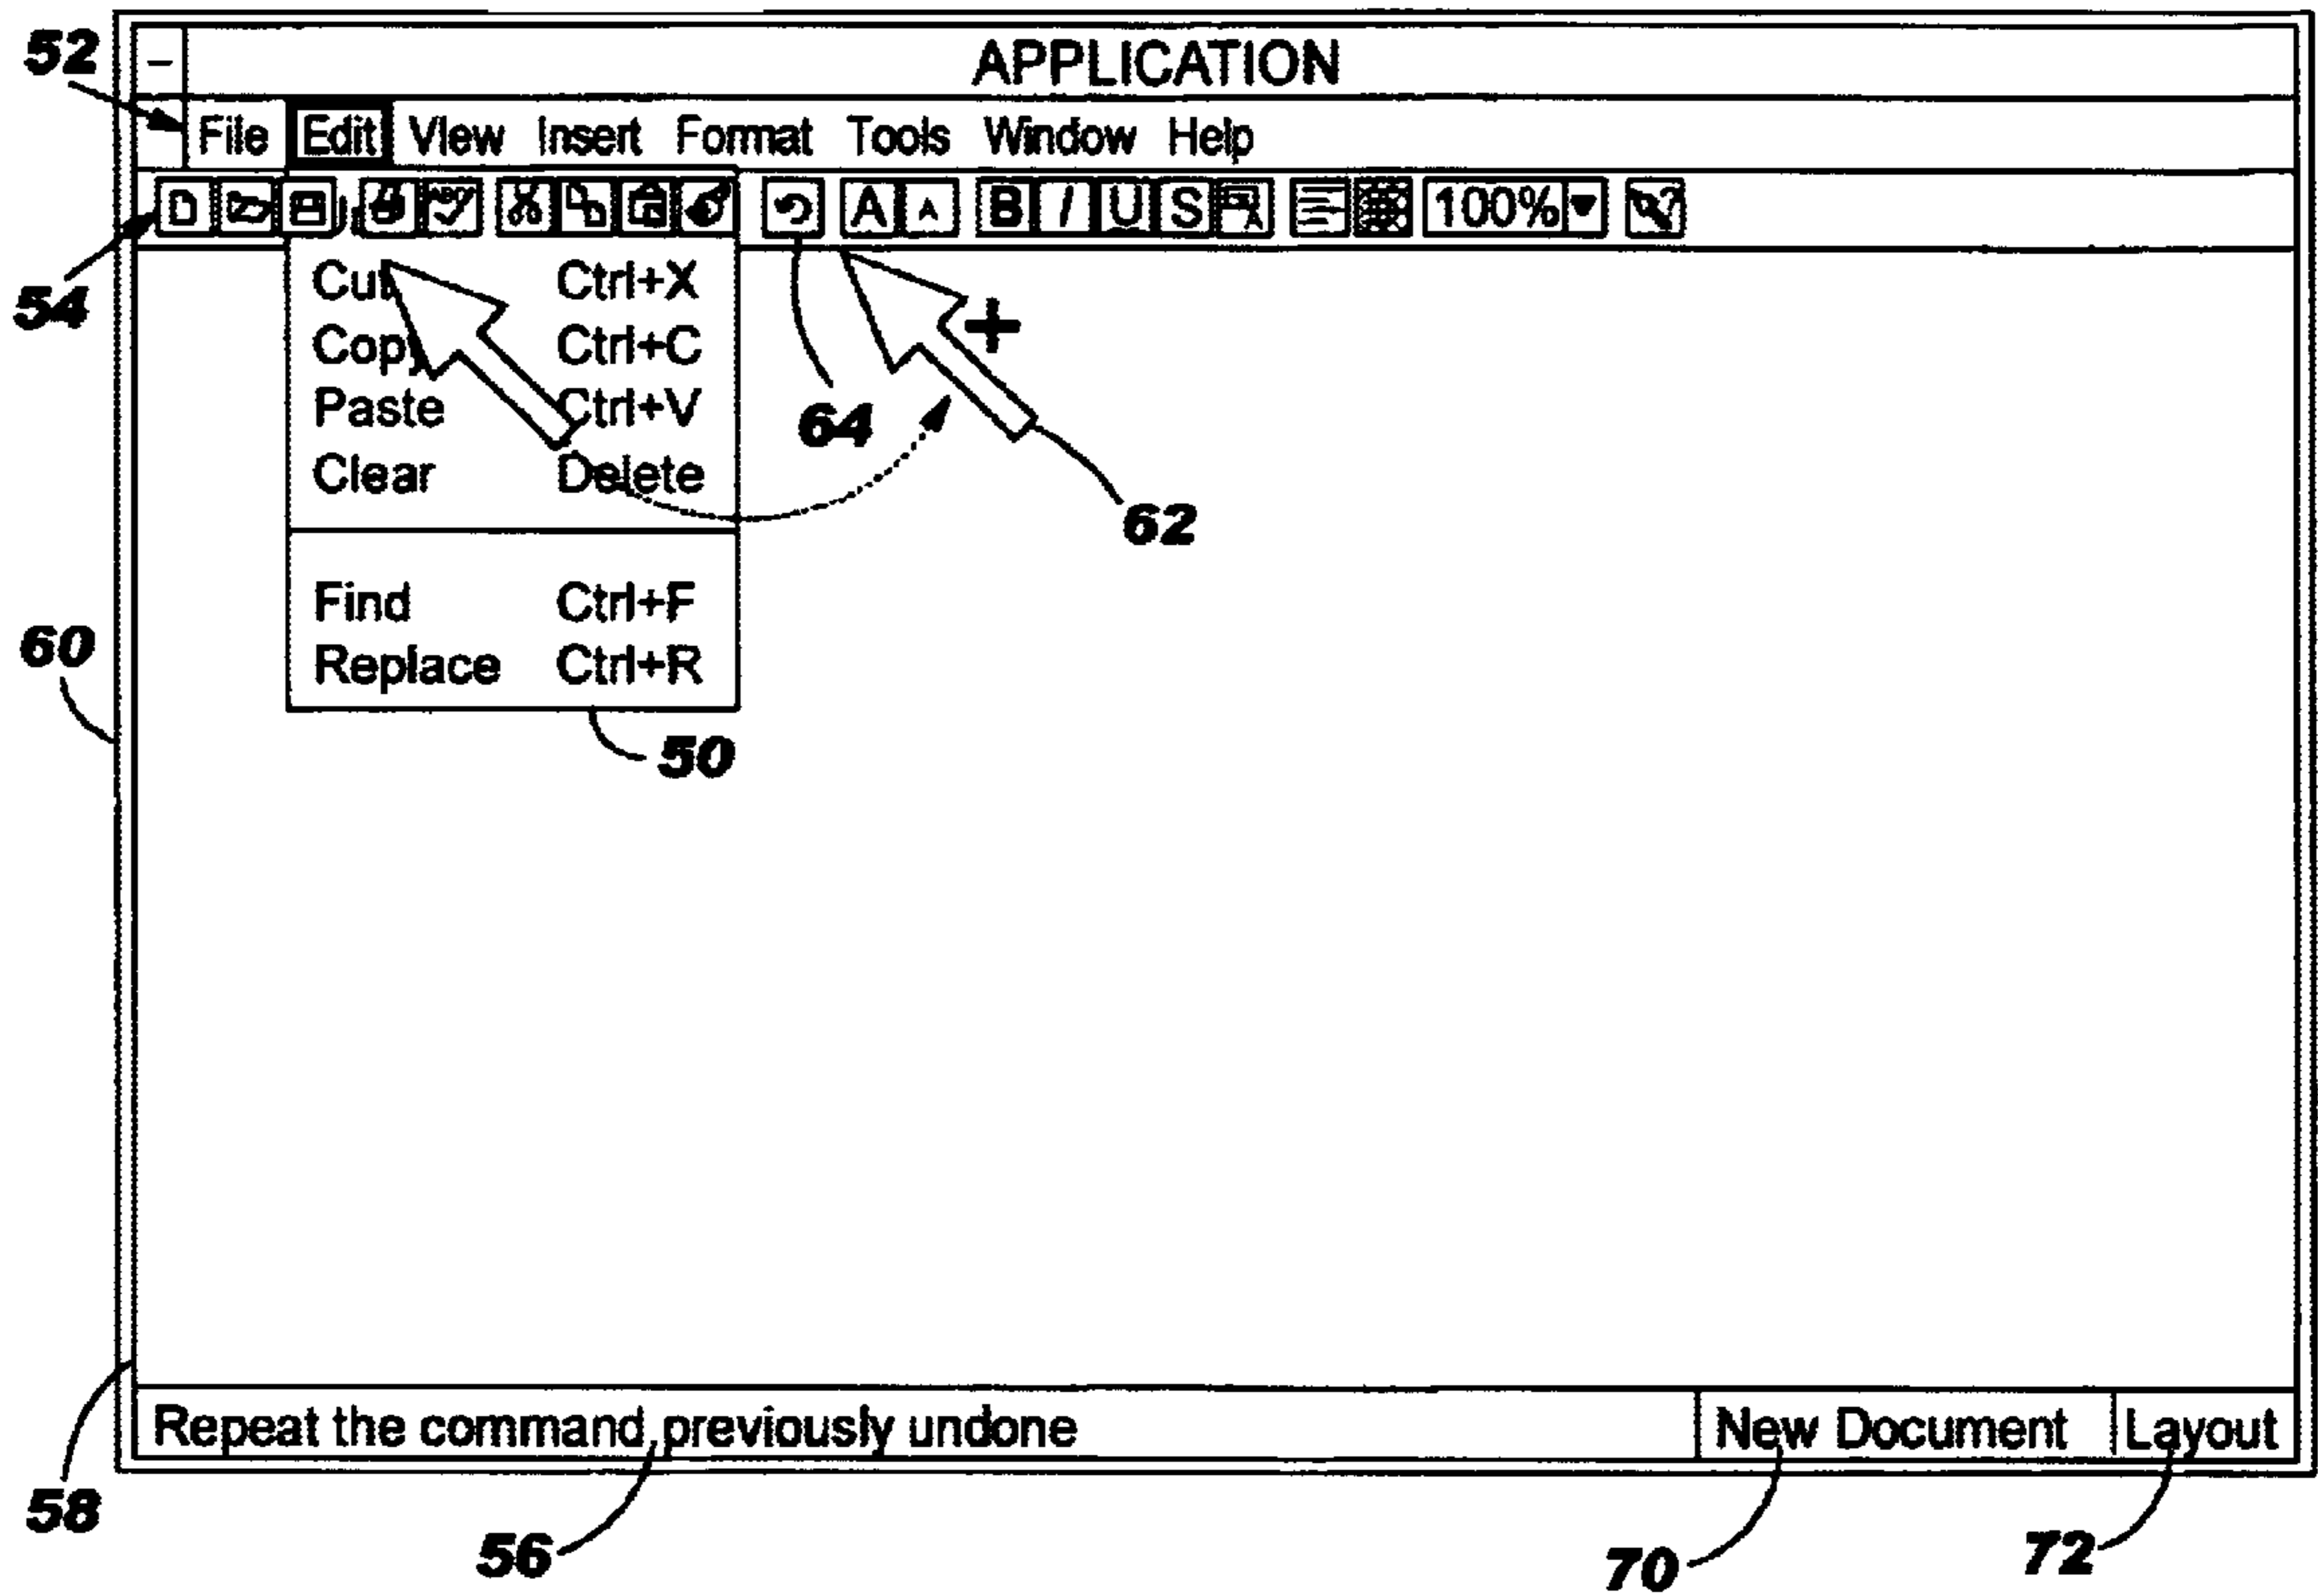 52
APPLICATION
File Edit View Insert Format Tools Window Help
ABC
A A B I U S A 100% ?
54
Cut Ctrl+X
Copy Ctrl+C
Paste Ctrl+V
64
Clear Delete
62
Find Ctrl+F
60
Replace Ctrl+R
50
Repeat the command previously undone New Document Layout
58
56
70
72